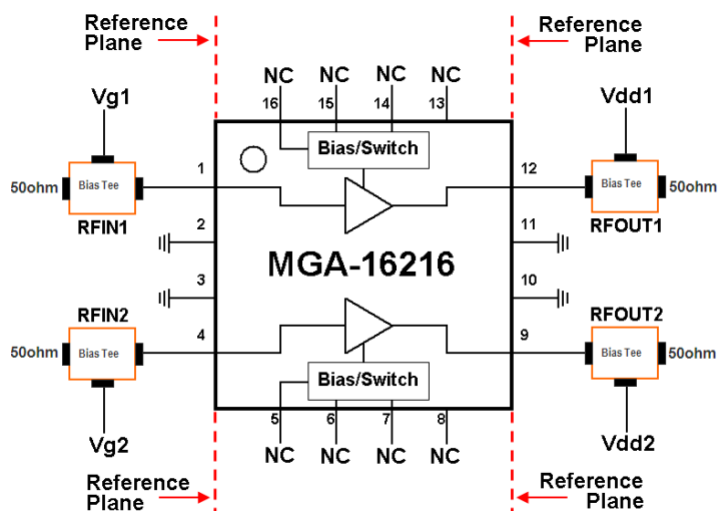 Reference
Plane
Reference
Plane
NC
NC
NC
NC
16
15
14
13
Vg1
Vdd1
Bias/Switch
1
12
50ohm
Bias Tee
Bias Tee
50ohm
RFIN1
RFOUT1
2
11
MGA-16216
3
10
RFIN2
RFOUT2
4
9
50ohm
Bias Tee
Bias Tee
50ohm
Bias/Switch
5
6
7
8
Vg2
Vdd2
NC
NC
NC
NC
Reference
Plane
Reference
Plane